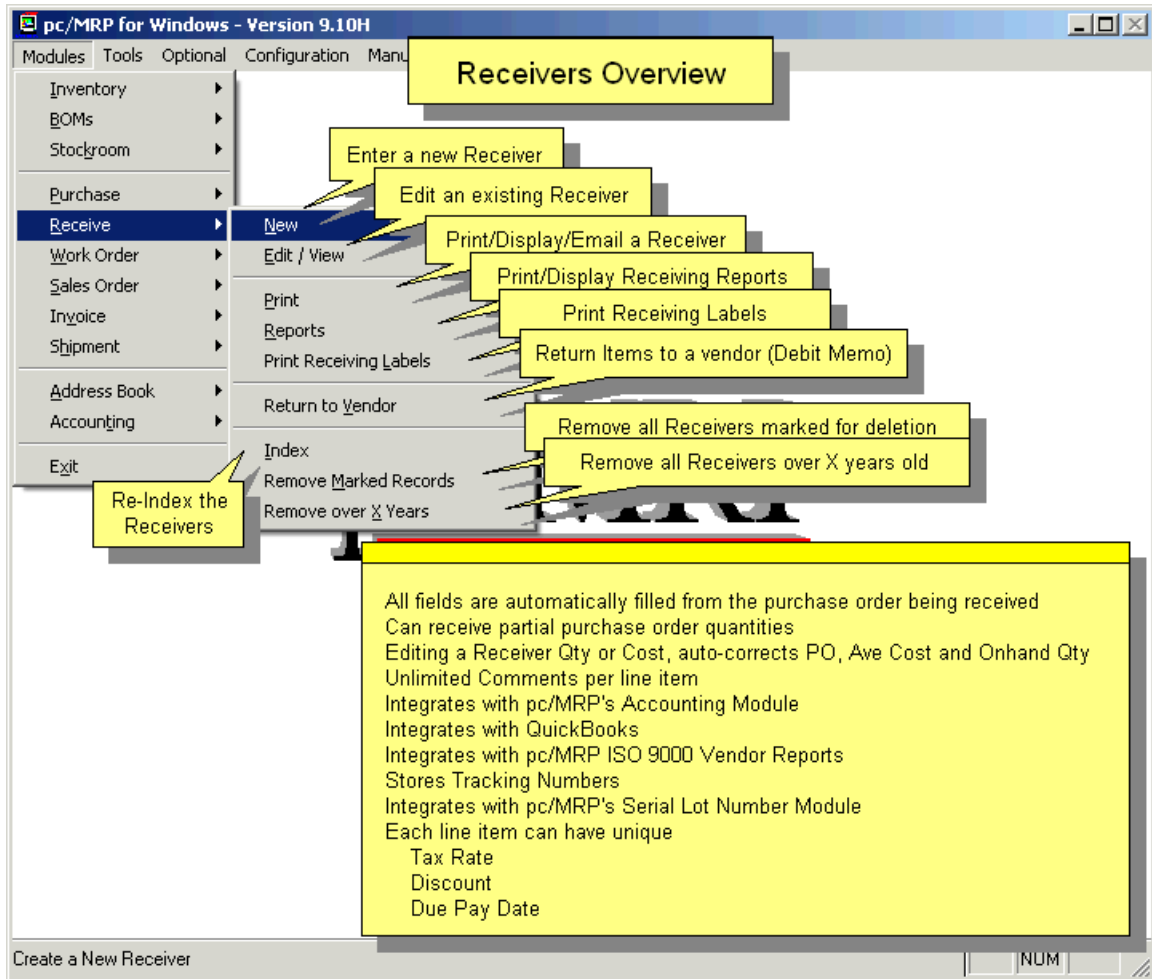 pc/MRP for Windows - Version 9.10H
Modules Tools Optional Configuration Manu
Receivers Overview
Inventory
BOMs
Stockroom
Purchase
Receive
Work Order
Sales Order
Invoice
Shipment
Address Book
Accounting
Exit
New
Edit / View
Print
Reports
Print Receiving Labels
Return to Vendor
Index
Remove Marked Records
Remove over X Years
Enter a new Receiver
Edit an existing Receiver
Print/Display/Email a Receiver
Print/Display Receiving Reports
Print Receiving Labels
Return Items to a vendor (Debit Memo)
Remove all Receivers marked for deletion
Remove all Receivers over X years old
Re-Index the
Receivers
All fields are automatically filled from the purchase order being received
Can receive partial purchase order quantities
Editing a Receiver Qty or Cost, auto-corrects PO, Ave Cost and Onhand Qty
Unlimited Comments per line item
Integrates with pc/MRP's Accounting Module
Integrates with QuickBooks
Integrates with pc/MRP ISO 9000 Vendor Reports
Stores Tracking Numbers
Integrates with pc/MRP's Serial Lot Number Module
Each line item can have unique
Tax Rate
Discount
Due Pay Date
Create a New Receiver
NUM